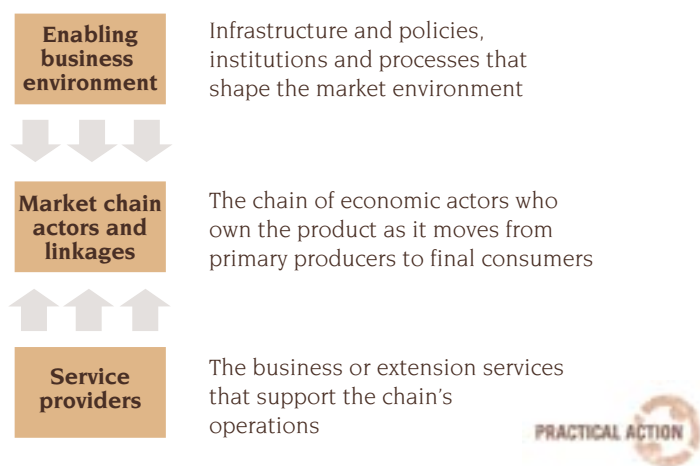 Enabling
business
environment
Infrastructure and policies,
institutions and processes that
shape the market environment
Market chain
actors and
linkages
The chain of economic actors who
own the product as it moves from
primary producers to final consumers
Service
providers
The business or extension services
that support the chain's
operations
PRACTICAL ACTION